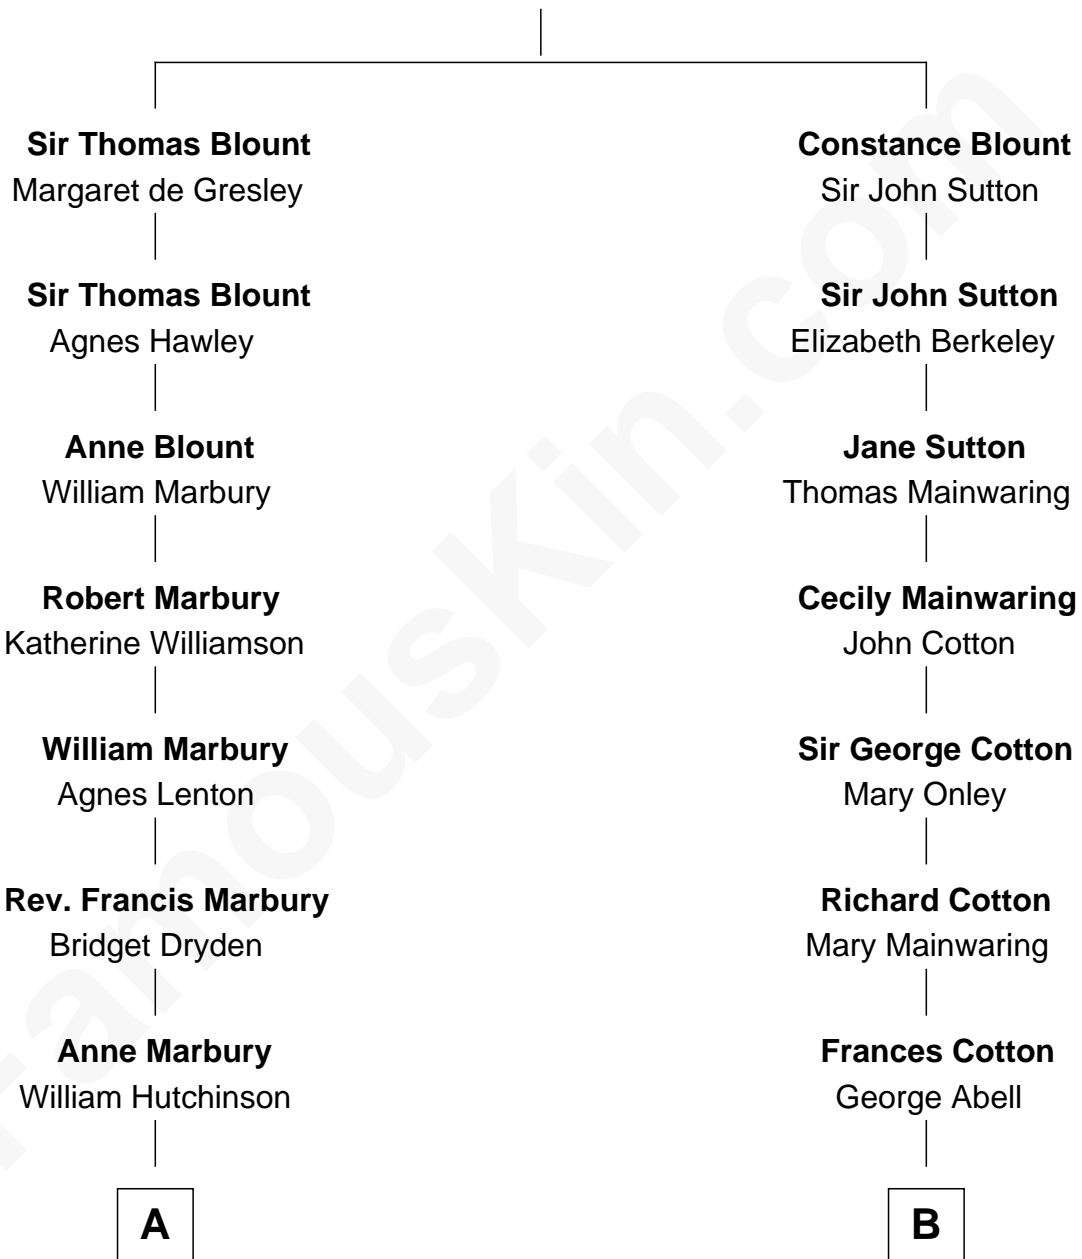 Sir Thomas Blount
Margaret de Gresley
Sir Thomas Blount
Agnes Hawley
Anne Blount
William Marbury
Robert Marbury
Katherine Williamson
William Marbury
Agnes Lenton
Rev. Francis Marbury
Bridget Dryden
Anne Marbury
William Hutchinson
A
Constance Blount
Sir John Sutton
Sir John Sutton
Elizabeth Berkeley
Jane Sutton
Thomas Mainwaring
Cecily Mainwaring
John Cotton
Sir George Cotton
Mary Onley
Richard Cotton
Mary Mainwaring
Frances Cotton
George Abell
B
FamousKin.com